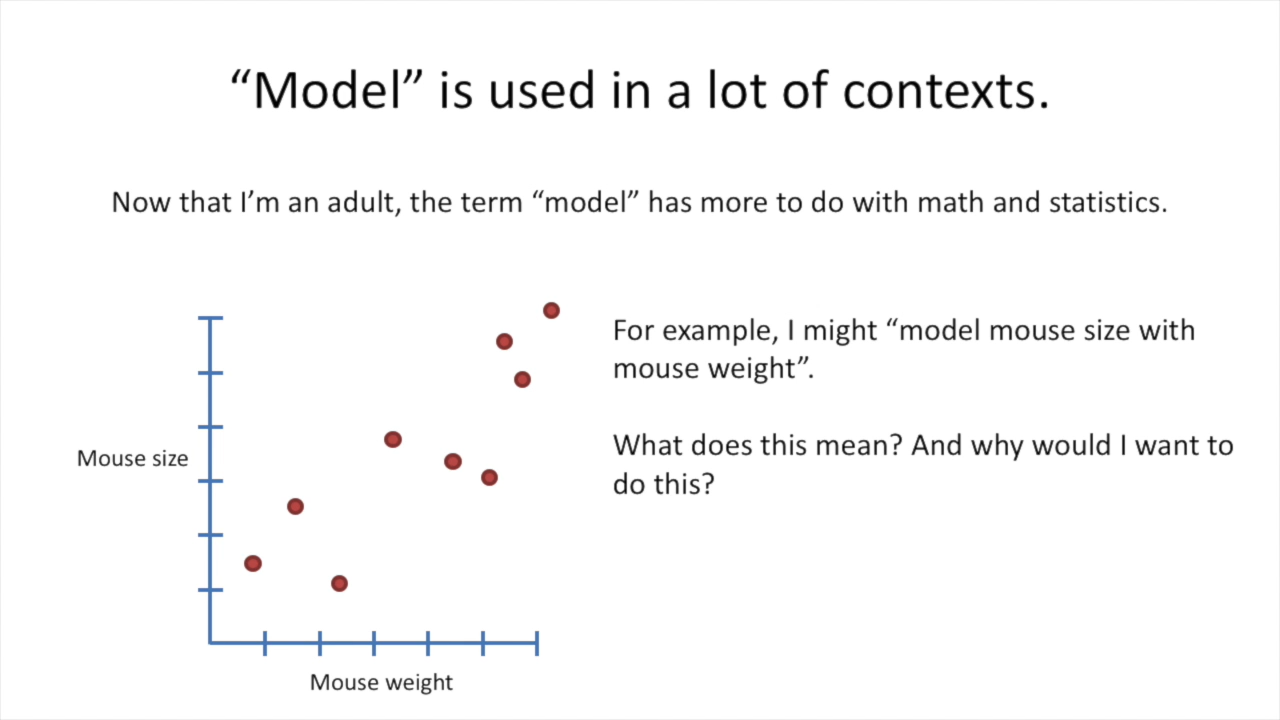 “Model” is used in a lot of contexts.
Now that I’m an adult, the term “model” has more to do with math and statistics.
For example, I might “model mouse size with
mouse weight”.
What does this mean? And why would I want to
do this?
Mouse size
Mouse weight